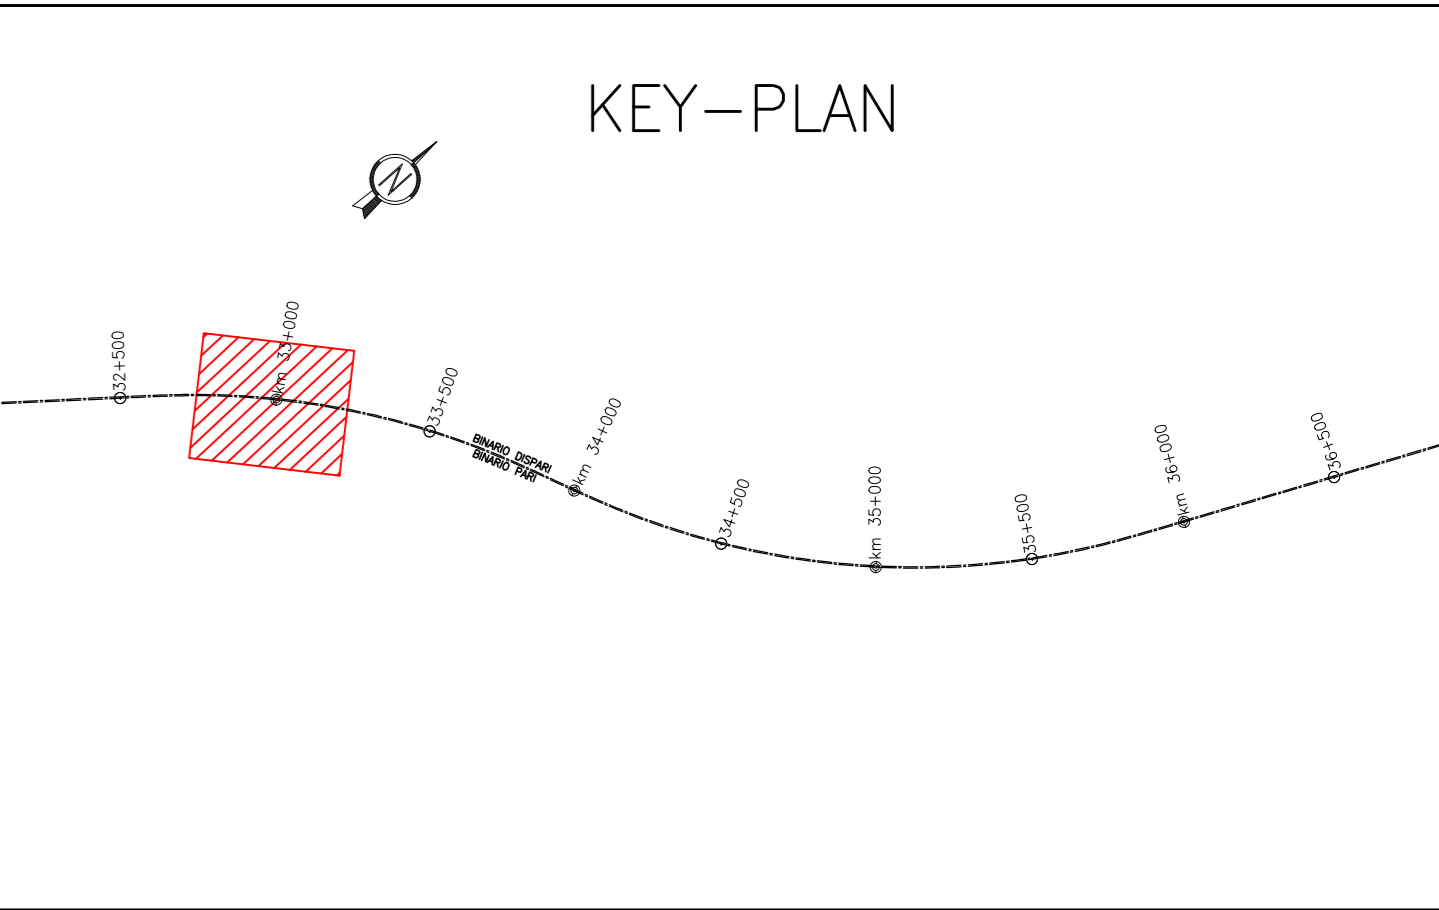 KEY-PLAN
N
32+500
km 33+000
33+500
BINARIO DISPARI
BINARIO PARI
km 34+000
34+500
km 35+000
35+500
km 36+000
36+500